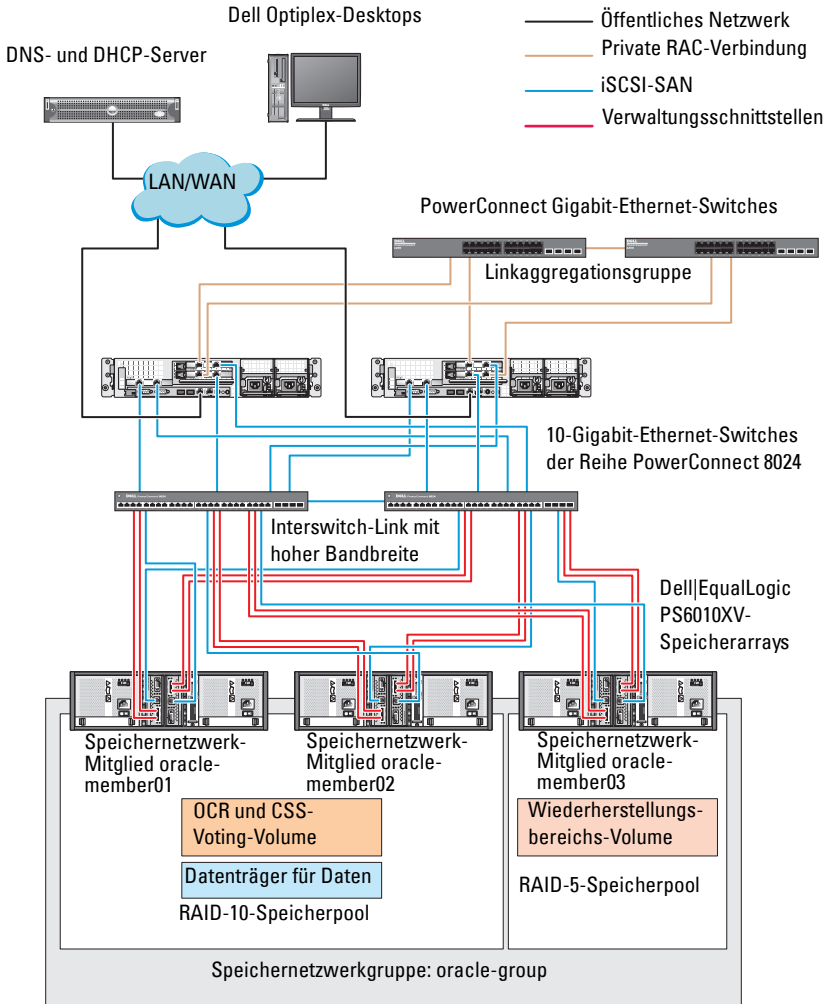 Dell Optiplex-Desktops
DNS- und DHCP-Server
Öffentliches Netzwerk
Private RAC-Verbindung
iSCSI-SAN
Verwaltungsschnittstellen
LAN/WAN
PowerConnect Gigabit-Ethernet-Switches
Linkaggregationsgruppe
10-Gigabit-Ethernet-Switches
der Reihe PowerConnect 8024
Interswitch-Link mit
hoher Bandbreite
Dell|EqualLogic
PS6010XV-
Speicherarrays
Speichernetzwerk-
Mitglied oracle-
member01
Speichernetzwerk-
Mitglied oracle-
member02
Speichernetzwerk-
Mitglied oracle-
member03
OCR und CSS-
Voting-Volume
Datenträger für Daten
RAID-10-Speicherpool
Wiederherstellungs-
bereichs-Volume
RAID-5-Speicherpool
Speichernetzwerkgruppe: oracle-group